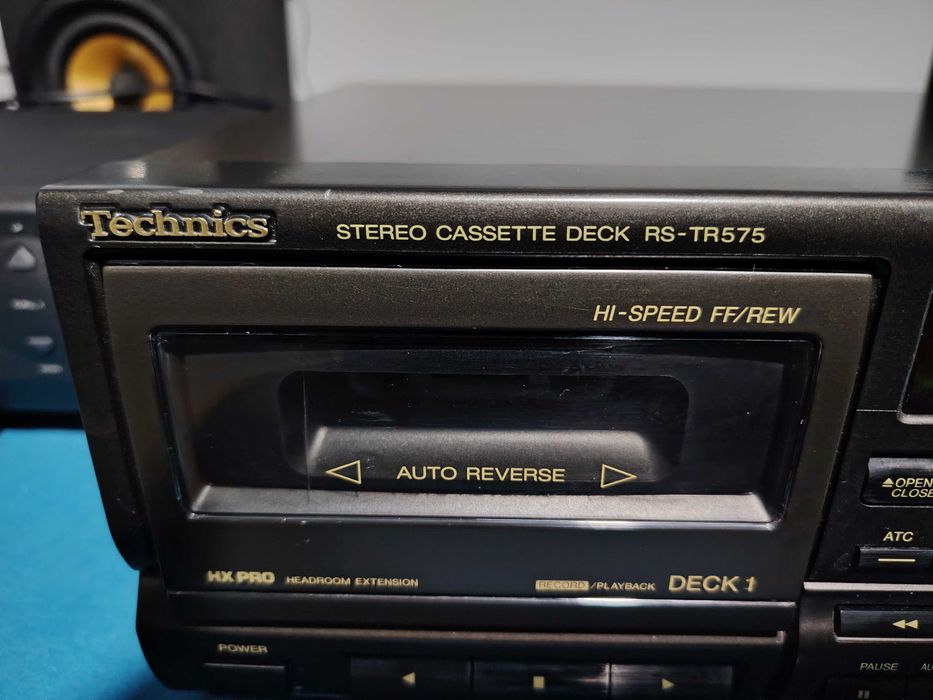 Technics
STEREO CASSETTE DECK RS-TR575
HI-SPEED FF/REW
AUTO REVERSE
OPEN
CLOSE
ATC
HX PRO HEADROOM EXTENSION
RECORD/PLAYBACK DECK 1
POWER
PAUSE AU